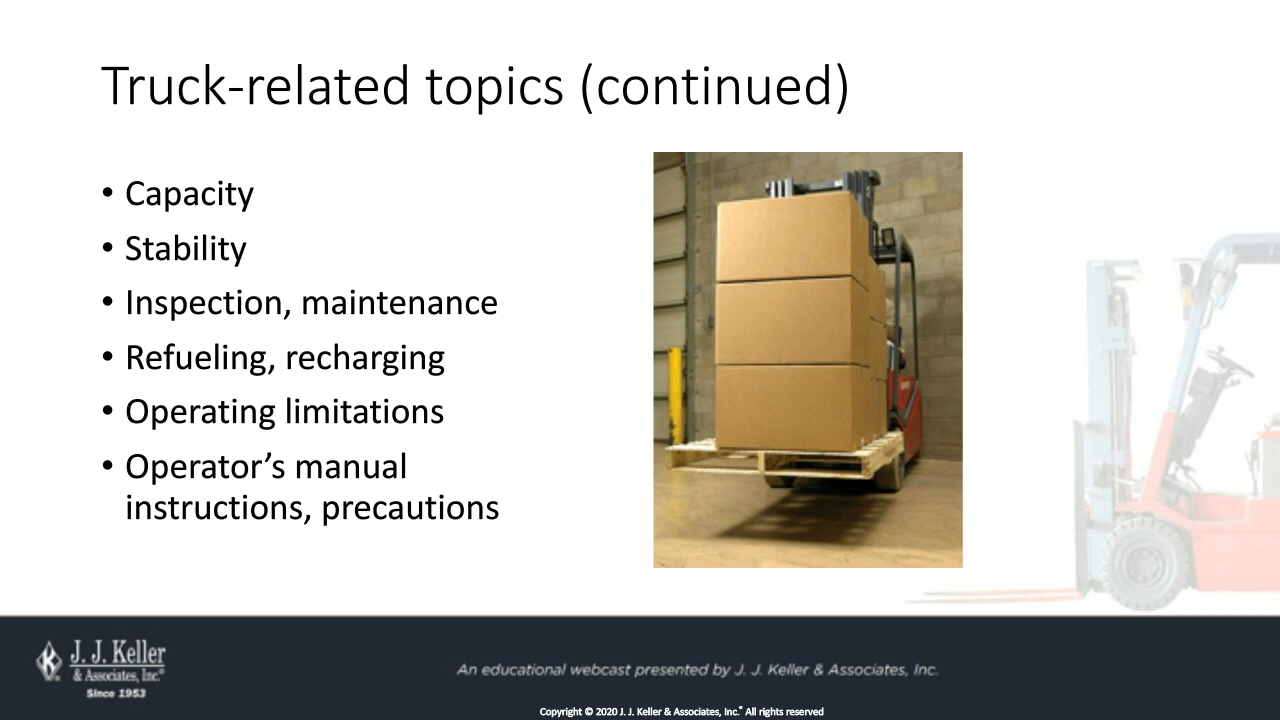 Truck-related topics (continued)
• Capacity
• Stability
• Inspection, maintenance
• Refueling, recharging
• Operating limitations
• Operator’s manual
instructions, precautions
J. J. Keller
& Associates, Inc.®
Since 1953
An educational webcast presented by J. J. Keller & Associates, Inc.
Copyright © 2020 J. J. Keller & Associates, Inc.® All rights reserved